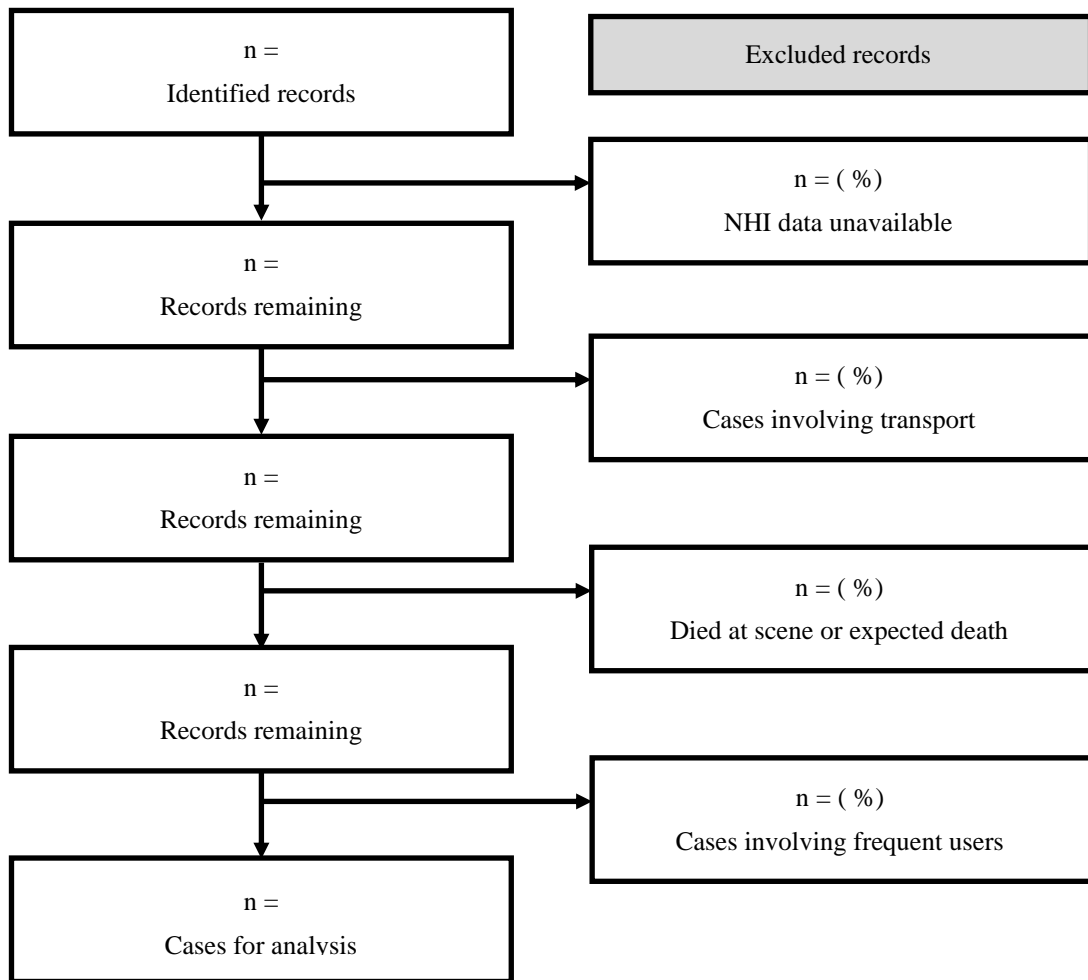 n =
Identified records
Excluded records
n = ( %)
NHI data unavailable
n =
Records remaining
n = ( %)
Cases involving transport
n =
Records remaining
n = ( %)
Died at scene or expected death
n =
Records remaining
n = ( %)
Cases involving frequent users
n =
Cases for analysis